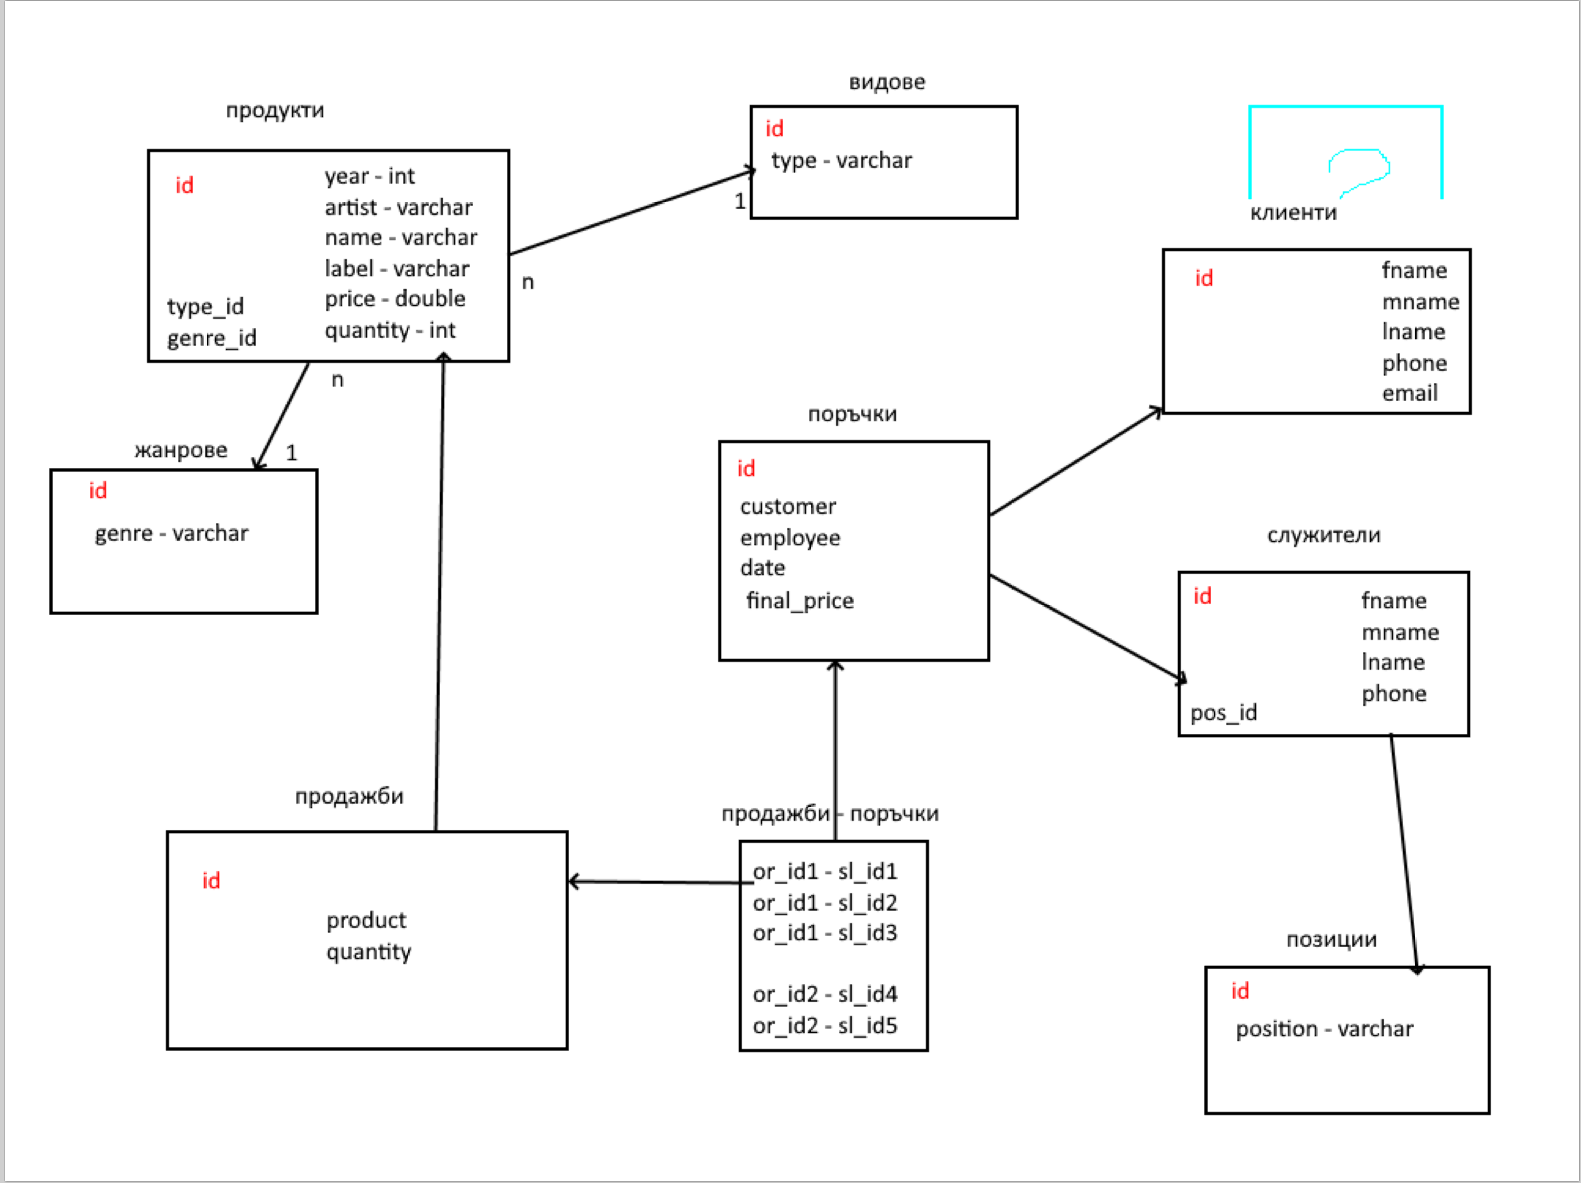 продукти
id
year - int
artist - varchar
name - varchar
label - varchar
price - double
quantity - int
type_id
genre_id
n
n
видове
id
type - varchar
1
клиенти
id
fname
mname
lname
phone
email
жанрове
1
id
genre - varchar
поръчки
id
customer
employee
date
final_price
служители
id
fname
mname
lname
phone
pos_id
продажби
id
product
quantity
продажби - поръчки
or_id1 - sl_id1
or_id1 - sl_id2
or_id1 - sl_id3
or_id2 - sl_id4
or_id2 - sl_id5
позиции
id
position - varchar